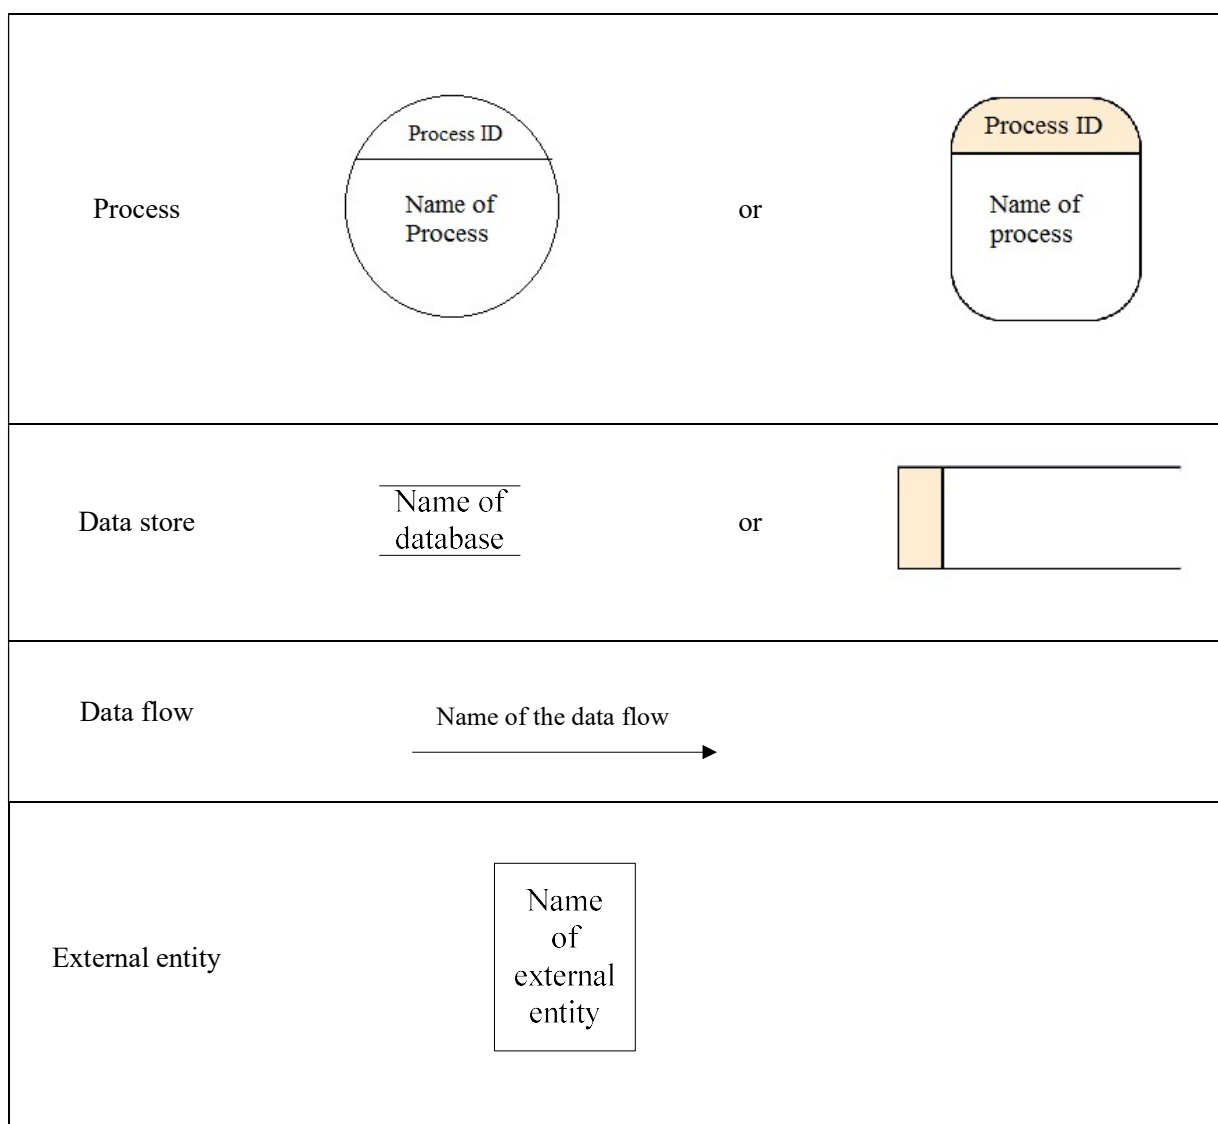 Process
Process ID
Name of
Process
or
Process ID
Name of
process
Data store
Name of
database
or
Data flow
Name of the data flow
External entity
Name
of
external
entity